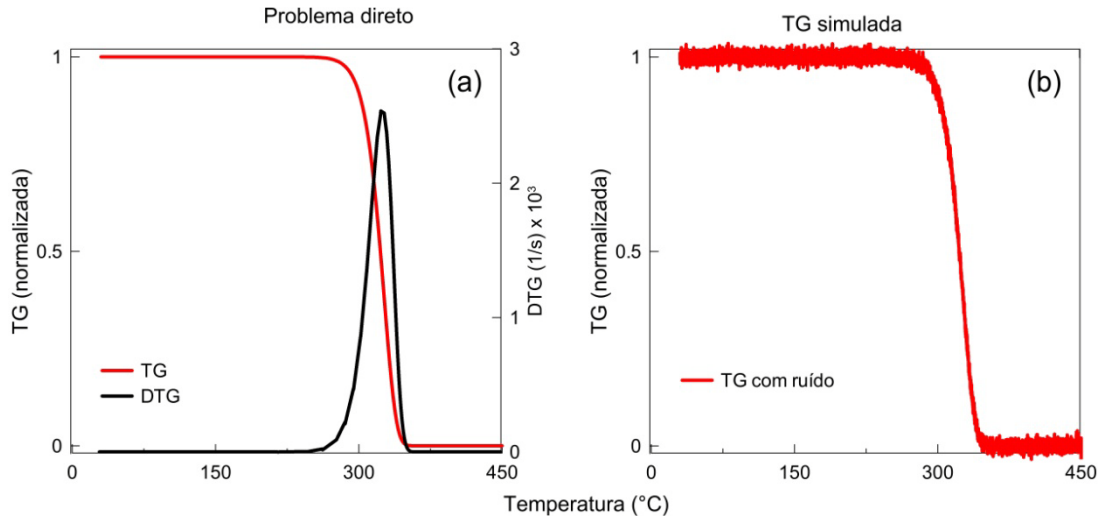 Problema direto
(a)
TG (normalizada)
1
0.5
0
3
2
1
0
DTG (1/s) x 10³
TG
DTG
0
150
300
450
TG simulada
(b)
TG (normalizada)
1
0.5
0
TG com ruído
0
150
300
450
Temperatura (°C)